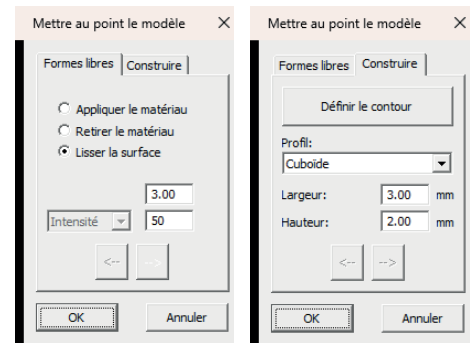 Mettre au point le modèle
Formes libres
Construire
Appliquer le matériau
Retirer le matériau
Lisser la surface
3.00
Intensité
50
<--
-->
OK
Annuler
Mettre au point le modèle
Formes libres
Construire
Définir le contour
Profil:
Cuboïde
Largeur:
3.00
mm
Hauteur:
2.00
mm
<--
-->
OK
Annuler